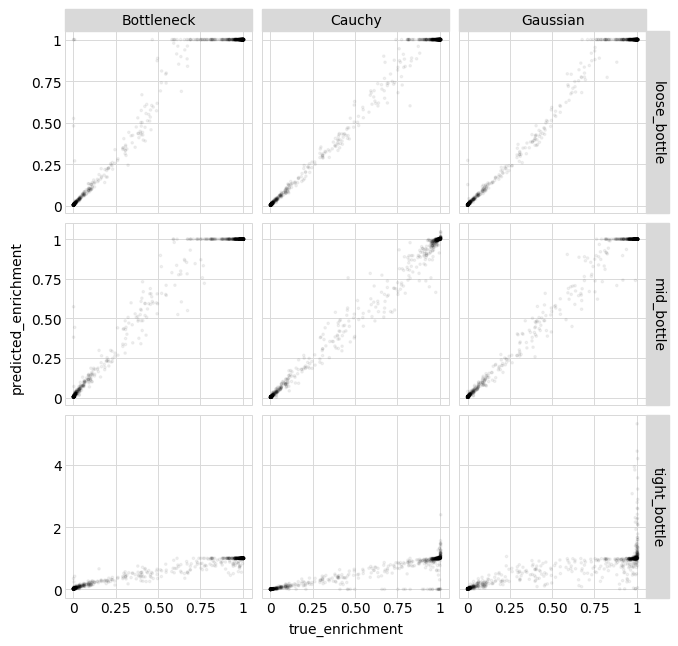 Bottleneck Cauchy Gaussian
1
0.75
0.50
0.25
0
loose_bottle
1
0.75
0.50
0.25
0
mid_bottle
predicted_enrichment
4
2
0
tight_bottle
0 0.25 0.50 0.75 1 0 0.25 0.50 0.75 1 0 0.25 0.50 0.75 1
true_enrichment